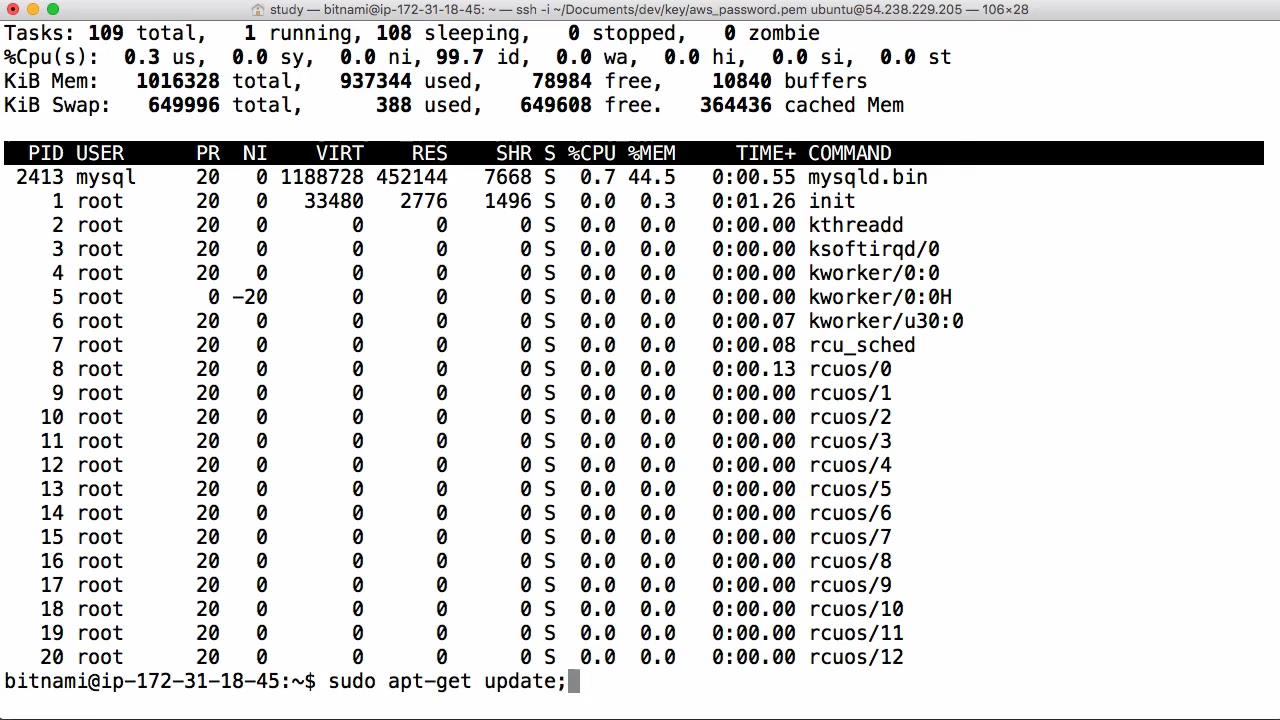 study — bitnami@ip-172-31-18-45: ~ — ssh -i ~/Documents/dev/key/aws_password.pem ubuntu@54.238.229.205 — 106×28
Tasks: 109 total,   1 running, 108 sleeping,   0 stopped,   0 zombie
%Cpu(s):  0.3 us,  0.0 sy,  0.0 ni, 99.7 id,  0.0 wa,  0.0 hi,  0.0 si,  0.0 st
KiB Mem:   1016328 total,   937344 used,    78984 free,    10840 buffers
KiB Swap:   649996 total,      388 used,   649608 free.   364436 cached Mem
  PID USER      PR  NI    VIRT    RES    SHR S %CPU %MEM     TIME+ COMMAND
 2413 mysql     20   0 1188728 452144   7668 S  0.7 44.5   0:00.55 mysqld.bin
    1 root      20   0   33480   2776   1496 S  0.0  0.3   0:01.26 init
    2 root      20   0       0      0      0 S  0.0  0.0   0:00.00 kthreadd
    3 root      20   0       0      0      0 S  0.0  0.0   0:00.00 ksoftirqd/0
    4 root      20   0       0      0      0 S  0.0  0.0   0:00.00 kworker/0:0
    5 root       0 -20       0      0      0 S  0.0  0.0   0:00.00 kworker/0:0H
    6 root      20   0       0      0      0 S  0.0  0.0   0:00.07 kworker/u30:0
    7 root      20   0       0      0      0 S  0.0  0.0   0:00.08 rcu_sched
    8 root      20   0       0      0      0 S  0.0  0.0   0:00.13 rcuos/0
    9 root      20   0       0      0      0 S  0.0  0.0   0:00.00 rcuos/1
   10 root      20   0       0      0      0 S  0.0  0.0   0:00.00 rcuos/2
   11 root      20   0       0      0      0 S  0.0  0.0   0:00.00 rcuos/3
   12 root      20   0       0      0      0 S  0.0  0.0   0:00.00 rcuos/4
   13 root      20   0       0      0      0 S  0.0  0.0   0:00.00 rcuos/5
   14 root      20   0       0      0      0 S  0.0  0.0   0:00.00 rcuos/6
   15 root      20   0       0      0      0 S  0.0  0.0   0:00.00 rcuos/7
   16 root      20   0       0      0      0 S  0.0  0.0   0:00.00 rcuos/8
   17 root      20   0       0      0      0 S  0.0  0.0   0:00.00 rcuos/9
   18 root      20   0       0      0      0 S  0.0  0.0   0:00.00 rcuos/10
   19 root      20   0       0      0      0 S  0.0  0.0   0:00.00 rcuos/11
   20 root      20   0       0      0      0 S  0.0  0.0   0:00.00 rcuos/12
bitnami@ip-172-31-18-45:~$ sudo apt-get update;